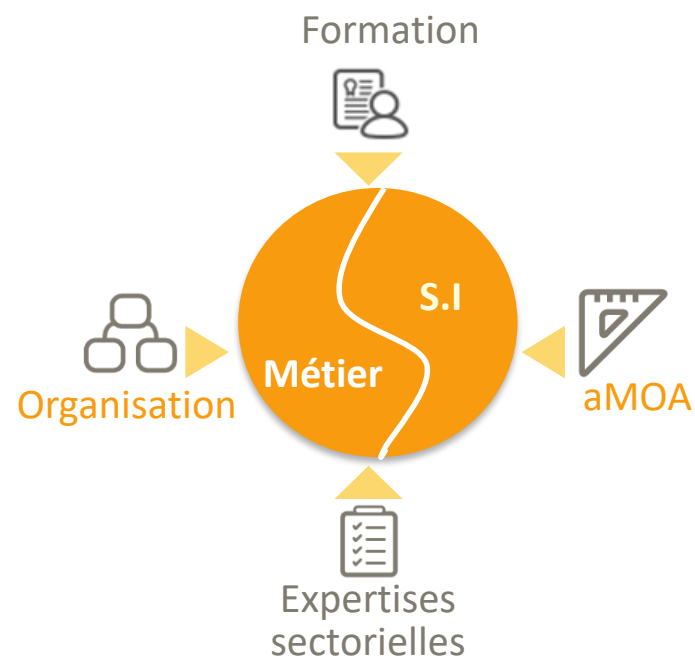 Formation
S.I
Métier
Organisation
aMOA
Expertises
sectorielles